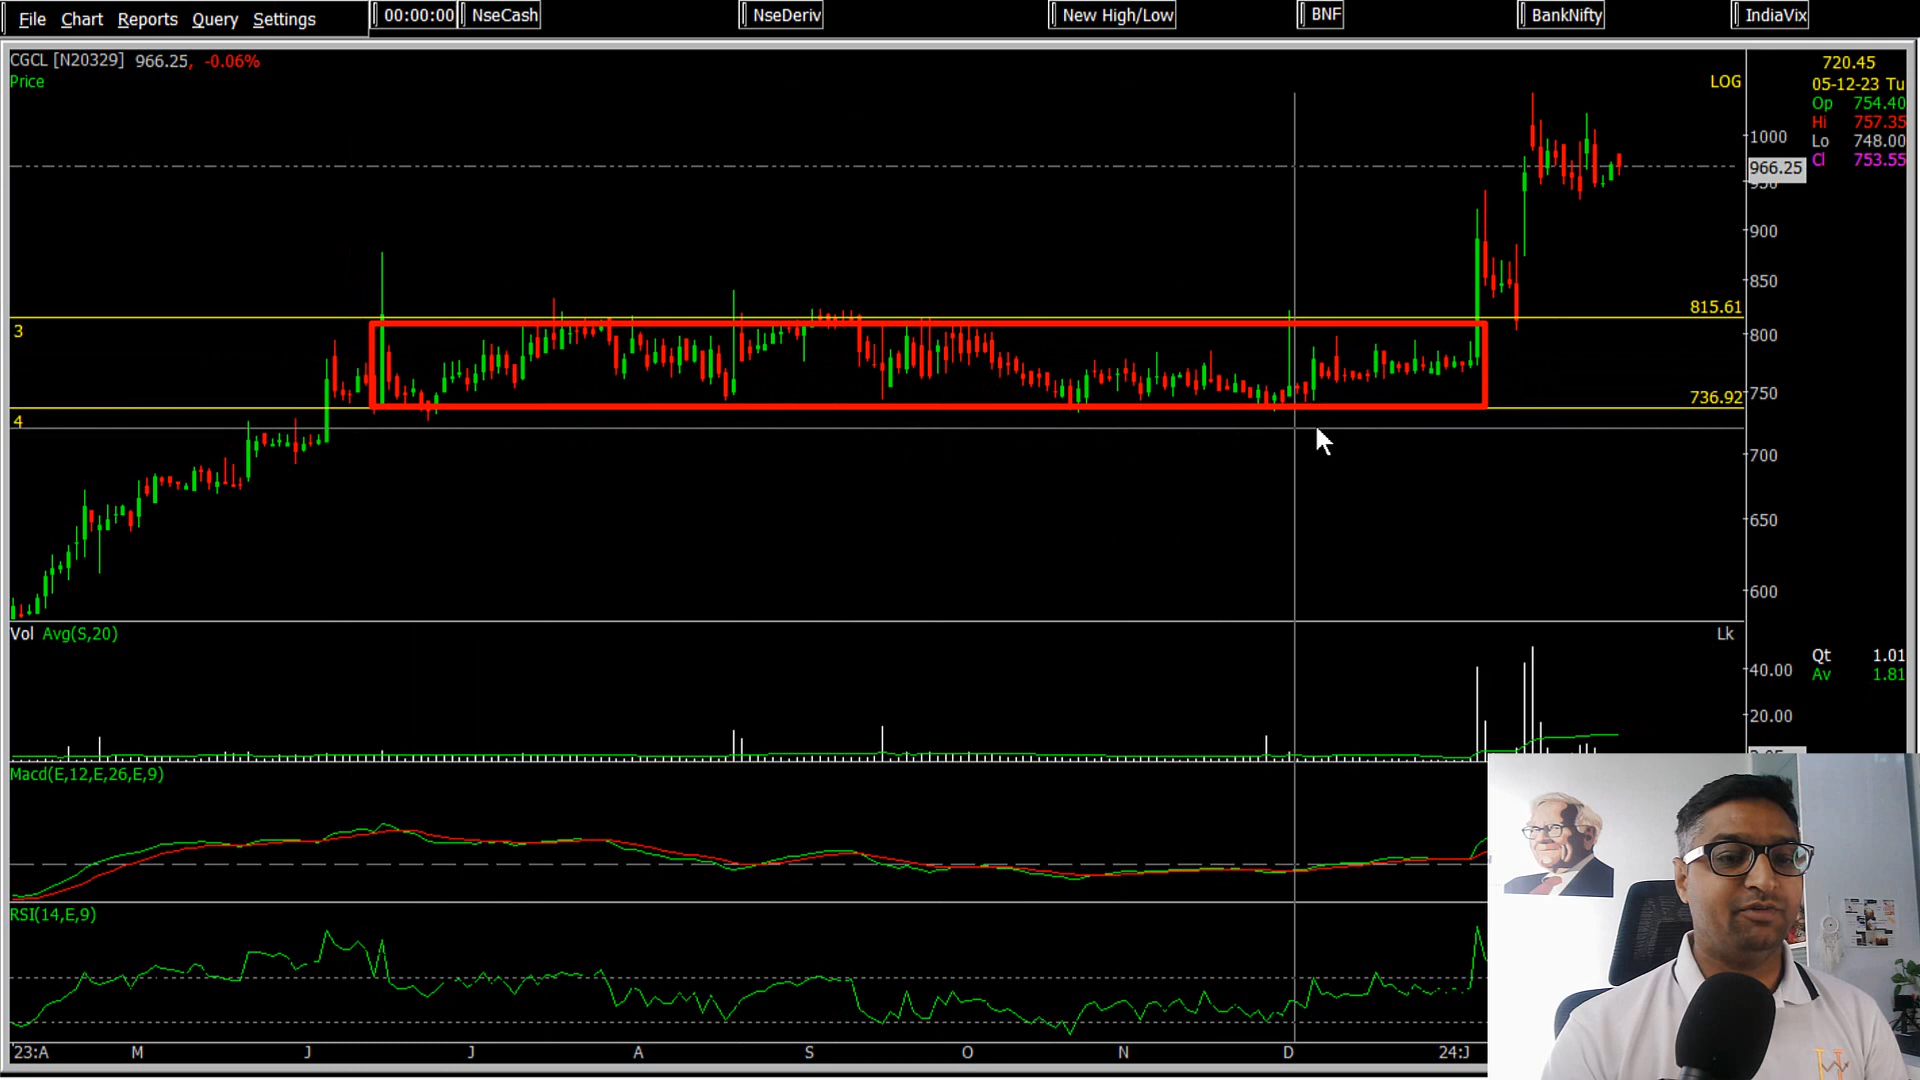 File Chart Reports Query Settings 00:00:00 NseCash NseDeriv New High/Low BNF BankNifty IndiaVix
CGCL [N20329] 966.25, -0.06%
Price
LOG
720.45
05-12-23 Tu
Op 754.40
Hi 757.35
Lo 748.00
Cl 753.55
1000
966.25
950
900
850
815.61
3
800
750
736.92
4
700
650
600
Vol Avg(S,20)
Lk
Qt 1.01
Av 1.81
40.00
20.00
Macd(E,12,E,26,E,9)
RSI(14,E,9)
23:A M J J A S O N D 24:J